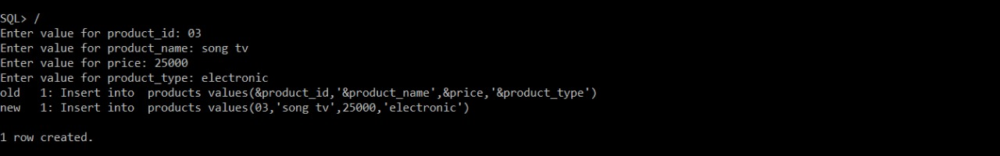 SQL> /
Enter value for product_id: 03
Enter value for product_name: song tv
Enter value for price: 25000
Enter value for product_type: electronic
old   1: Insert into  products values(&product_id,'&product_name',&price,'&product_type')
new   1: Insert into  products values(03,'song tv',25000,'electronic')
1 row created.